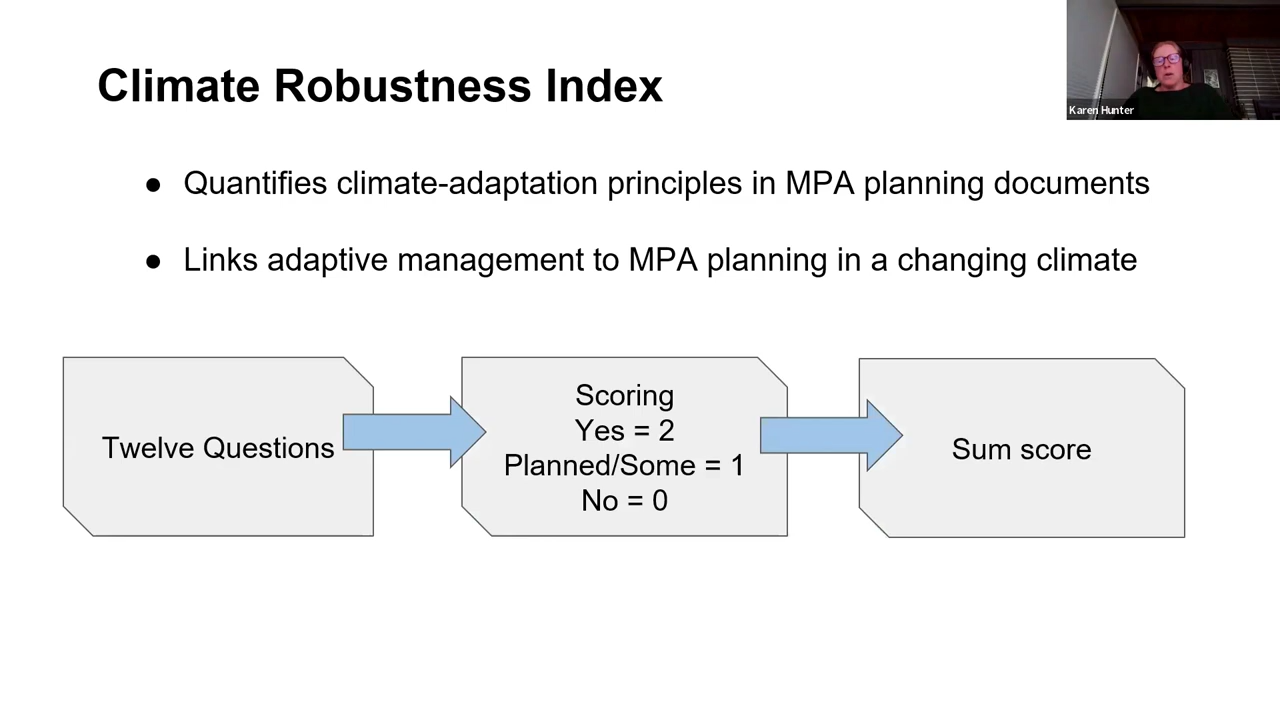 Climate Robustness Index
Karen Hunter
● Quantifies climate-adaptation principles in MPA planning documents
● Links adaptive management to MPA planning in a changing climate
Twelve Questions
Scoring
Yes = 2
Planned/Some = 1
No = 0
Sum score